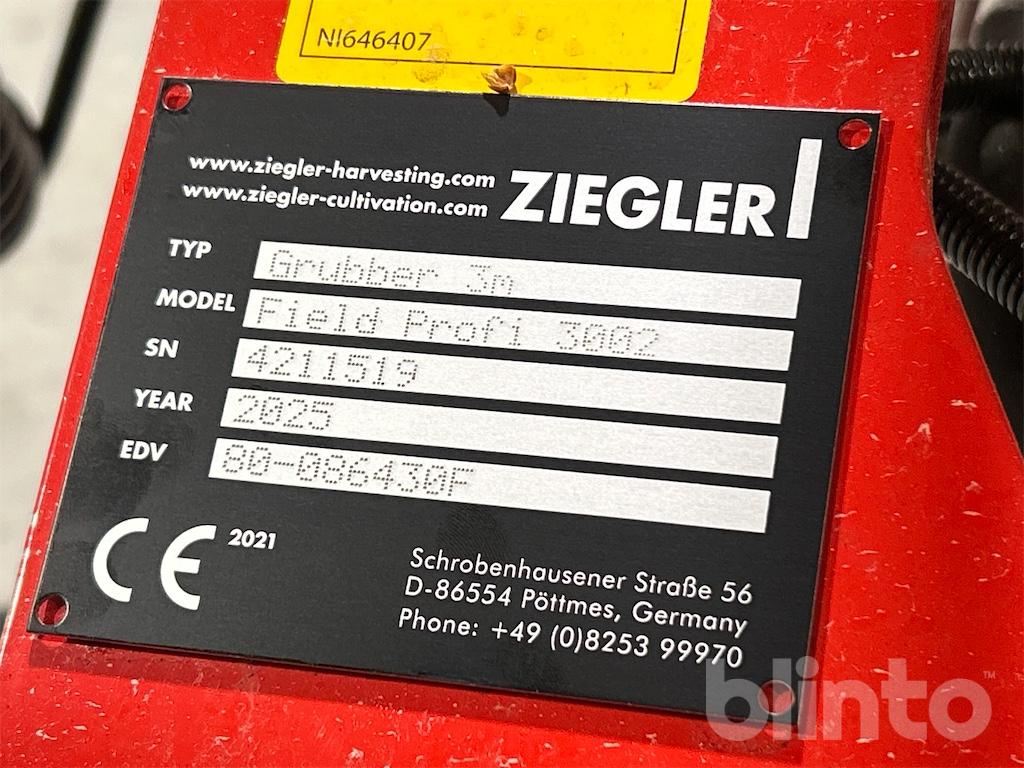 NI646407
www.ziegler-harvesting.com
www.ziegler-cultivation.com
ZIEGLER
TYP Grubber 3m
MODEL Field Profi 3002
SN 4211519
YEAR 2025
EDV 80-086430F
CE 2021
Schrobenhausener Straße 56
D-86554 Pöttmes, Germany
Phone: +49 (0)8253 99970
blinto™